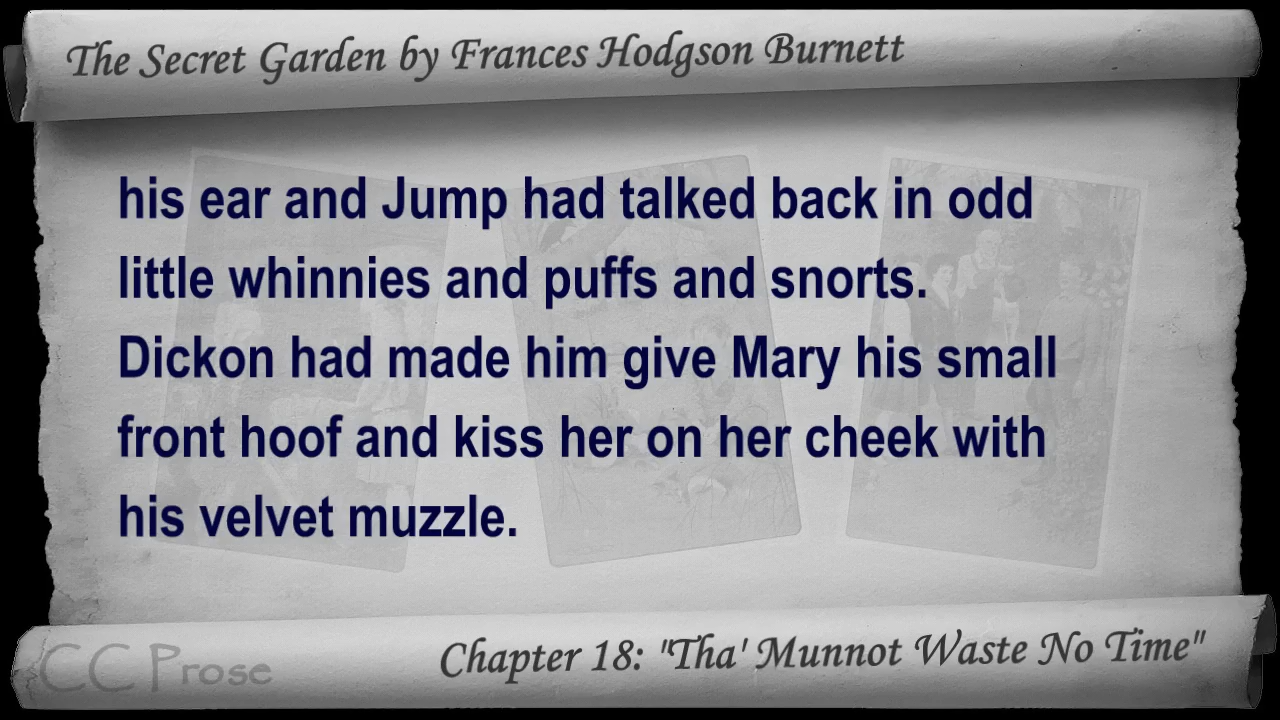 The Secret Garden by Frances Hodgson Burnett
his ear and Jump had talked back in odd
little whinnies and puffs and snorts.
Dickon had made him give Mary his small
front hoof and kiss her on her cheek with
his velvet muzzle.
CC Prose
Chapter 18: "Tha' Munnot Waste No Time"